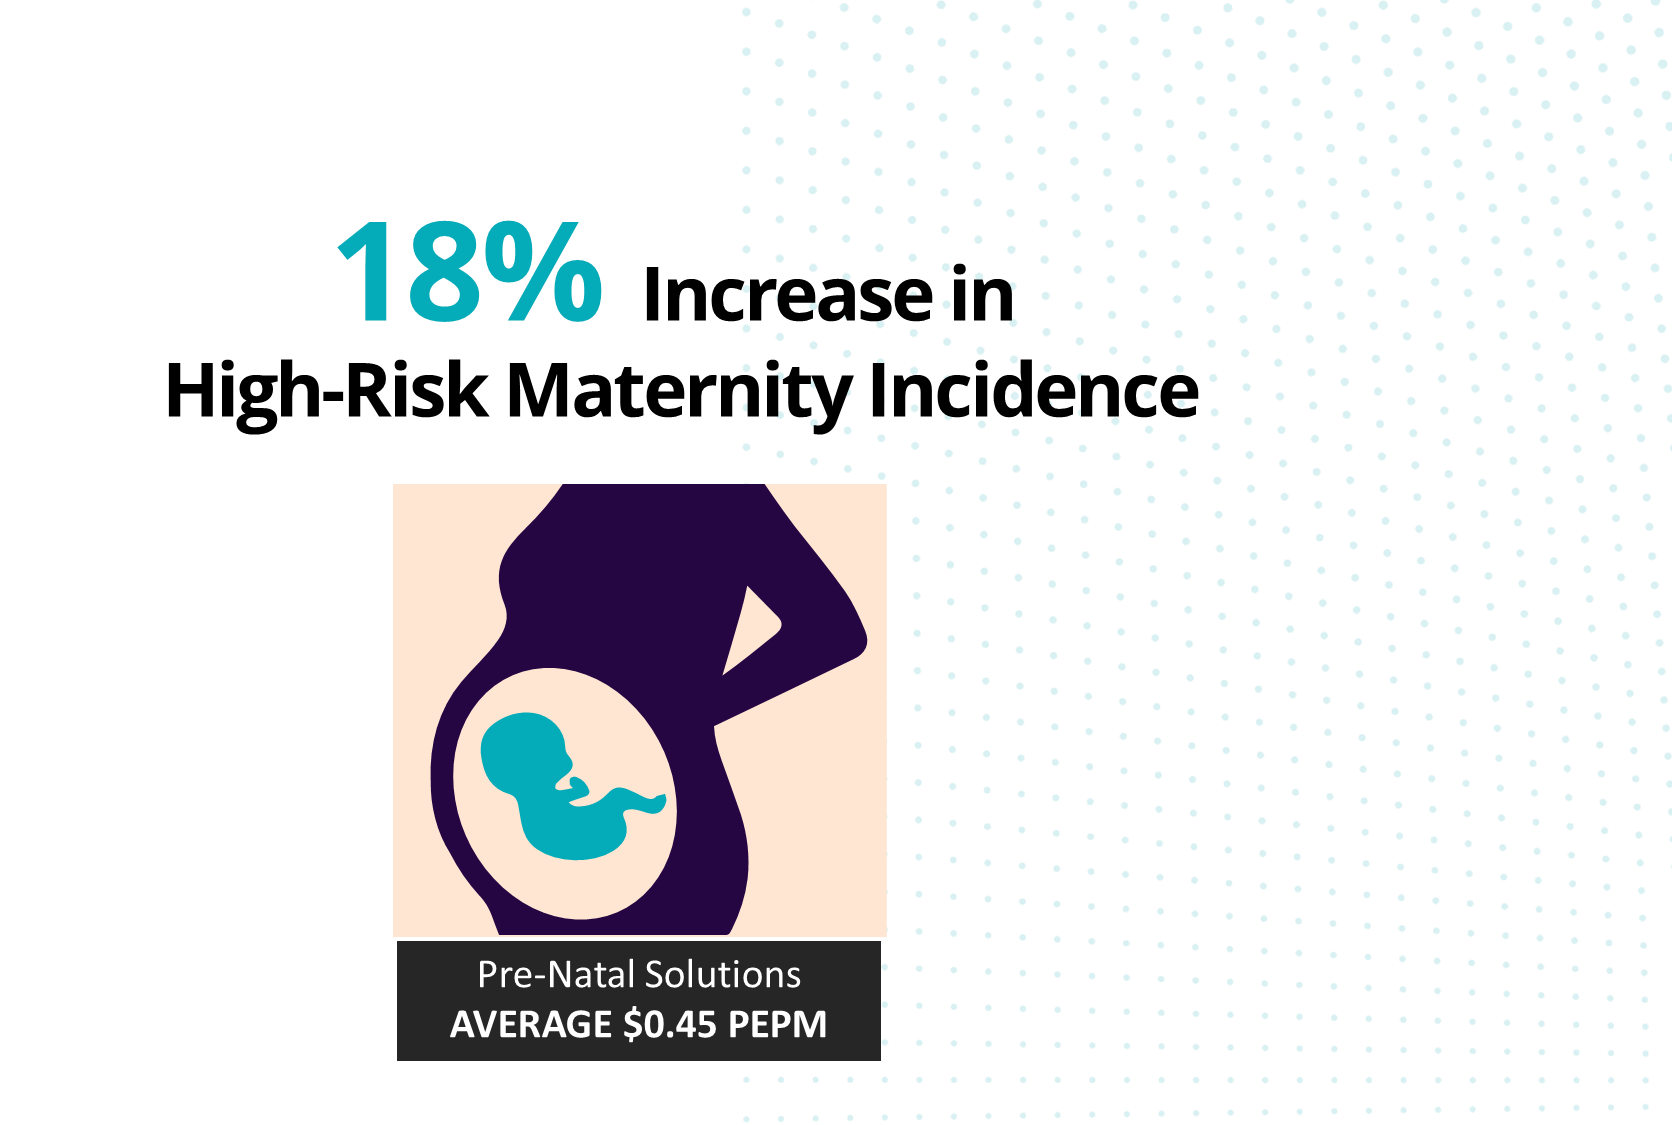 18% Increase in
High-Risk Maternity Incidence
Pre-Natal Solutions
AVERAGE $0.45 PEPM